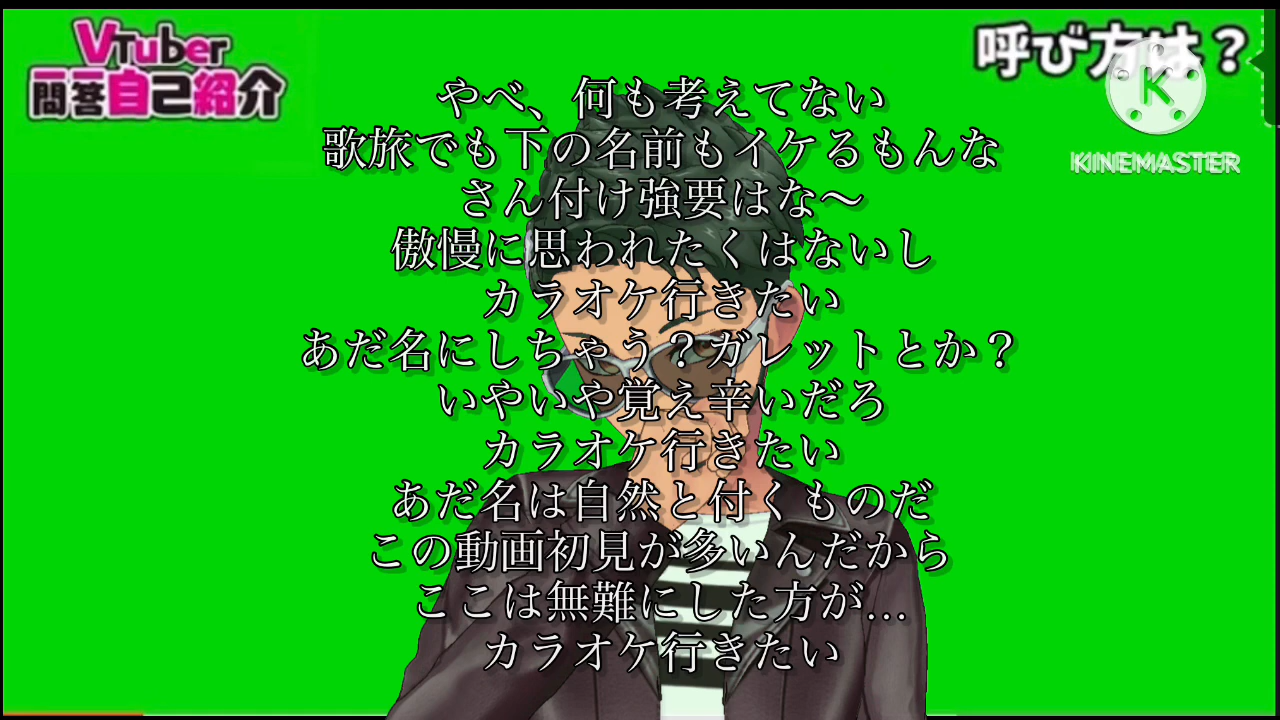 VTuber
一問一答自己紹介
呼び方は？
K
KINEMASTER
やべ、何も考えてない
歌旅でも下の名前もイケるもんな
さん付け強要はな～
傲慢に思われたくはないし
カラオケ行きたい
あだ名にしちゃう？ガレットとか？
いやいや覚え辛いだろ
カラオケ行きたい
あだ名は自然と付くものだ
この動画初見が多いんだから
ここは無難にした方が…
カラオケ行きたい